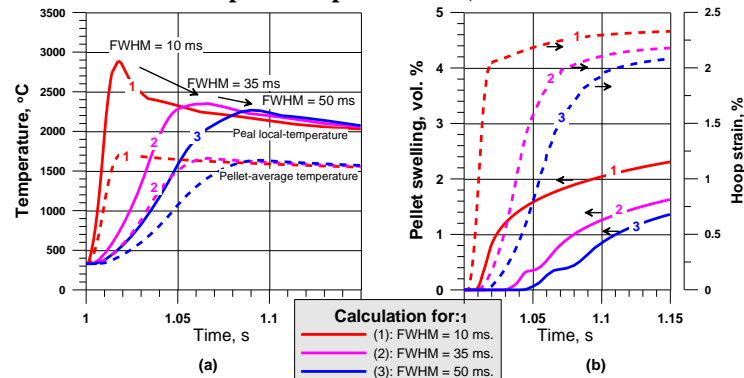 3500
3000
2500
2000
1500
1000
500
0
Temperature, °C
FWHM = 10 ms
FWHM = 35 ms
FWHM = 50 ms
1
2
3
Peal local-temperature
1
2
Pellet-average temperature
1
1.05
1.1
Time, s
(a)
5
4
3
2
1
0
Pellet swelling, vol. %
1
2
3
1
2
3
2.5
2
1.5
1
0.5
0
Hoop strain, %
1
1.05
1.1
1.15
Time, s
(b)
Calculation for:
(1): FWHM = 10 ms.
(2): FWHM = 35 ms.
(3): FWHM = 50 ms.